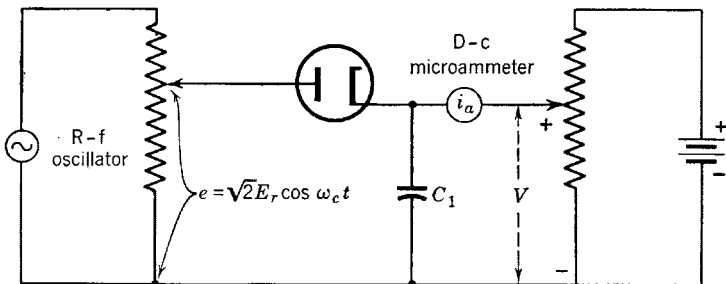 D-c
microammeter
i_a
R-f
oscillator
e = √2E_r cos ω_c t
C_1
V
+
−
+
−